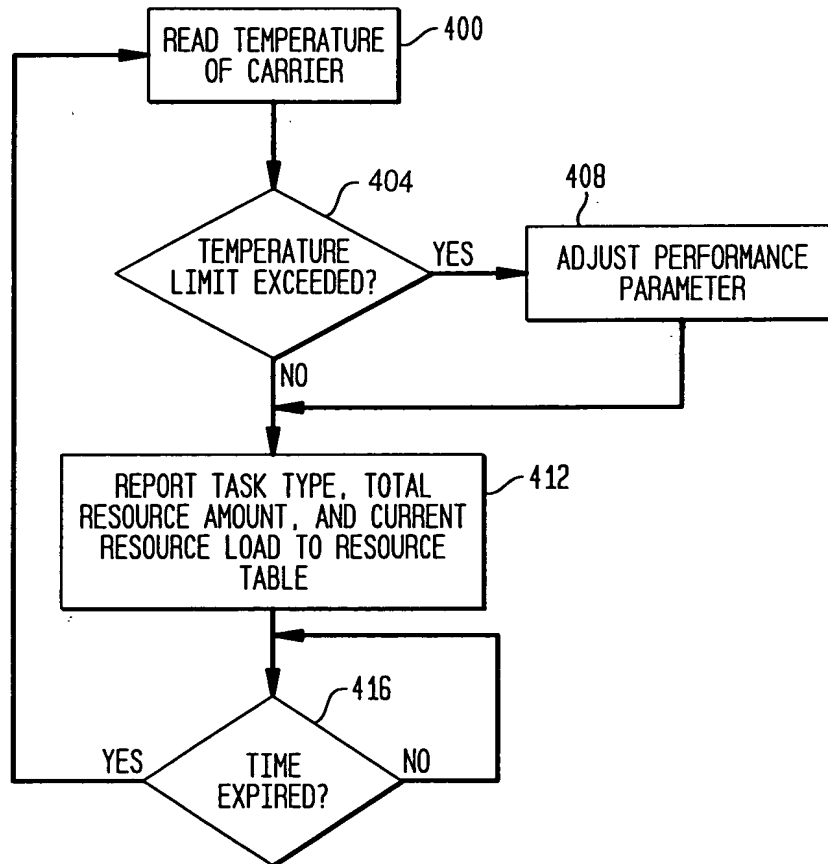 READ TEMPERATURE
OF CARRIER
400
404
TEMPERATURE
LIMIT EXCEEDED?
YES
408
ADJUST PERFORMANCE
PARAMETER
NO
REPORT TASK TYPE, TOTAL
RESOURCE AMOUNT, AND CURRENT
RESOURCE LOAD TO RESOURCE
TABLE
412
416
YES
TIME
EXPIRED?
NO